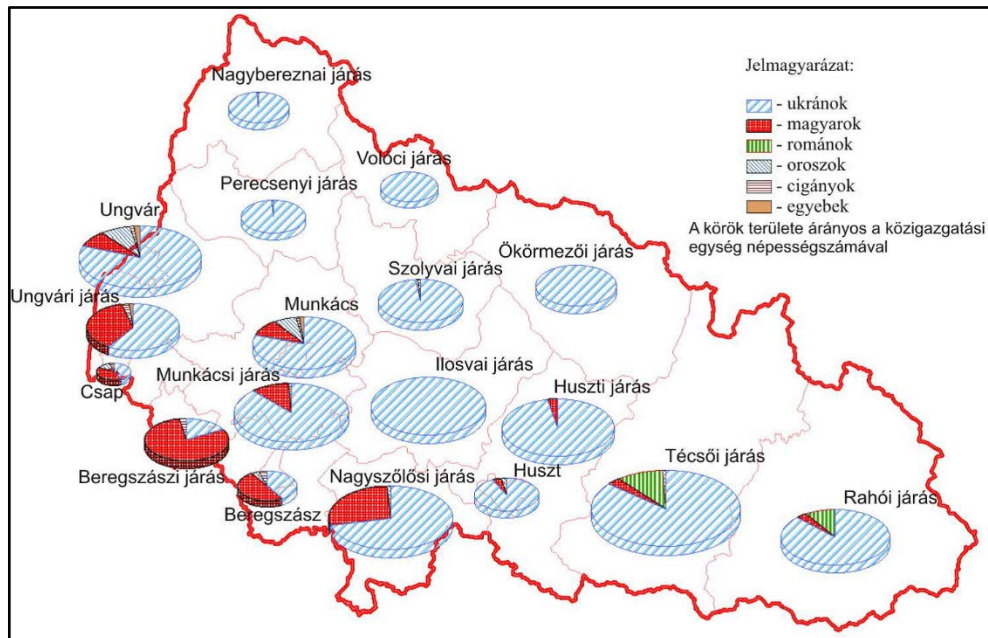 Nagybereznai járás
Volóci járás
Perecsenyi járás
Ungvár
Ökörmezői járás
Szolyvai járás
Ungvári járás
Munkács
Ilosvai járás
Munkácsi járás
Huszti járás
Csap
Técsői járás
Beregszászi járás
Nagyszőlősi járás
Huszt
Rahói járás
Beregszász
Jelmagyarázat:
- ukránok
- magyarok
- románok
- oroszok
- cigányok
- egyebek
A körök területe árányos a közigazgatási
egység népességszámával